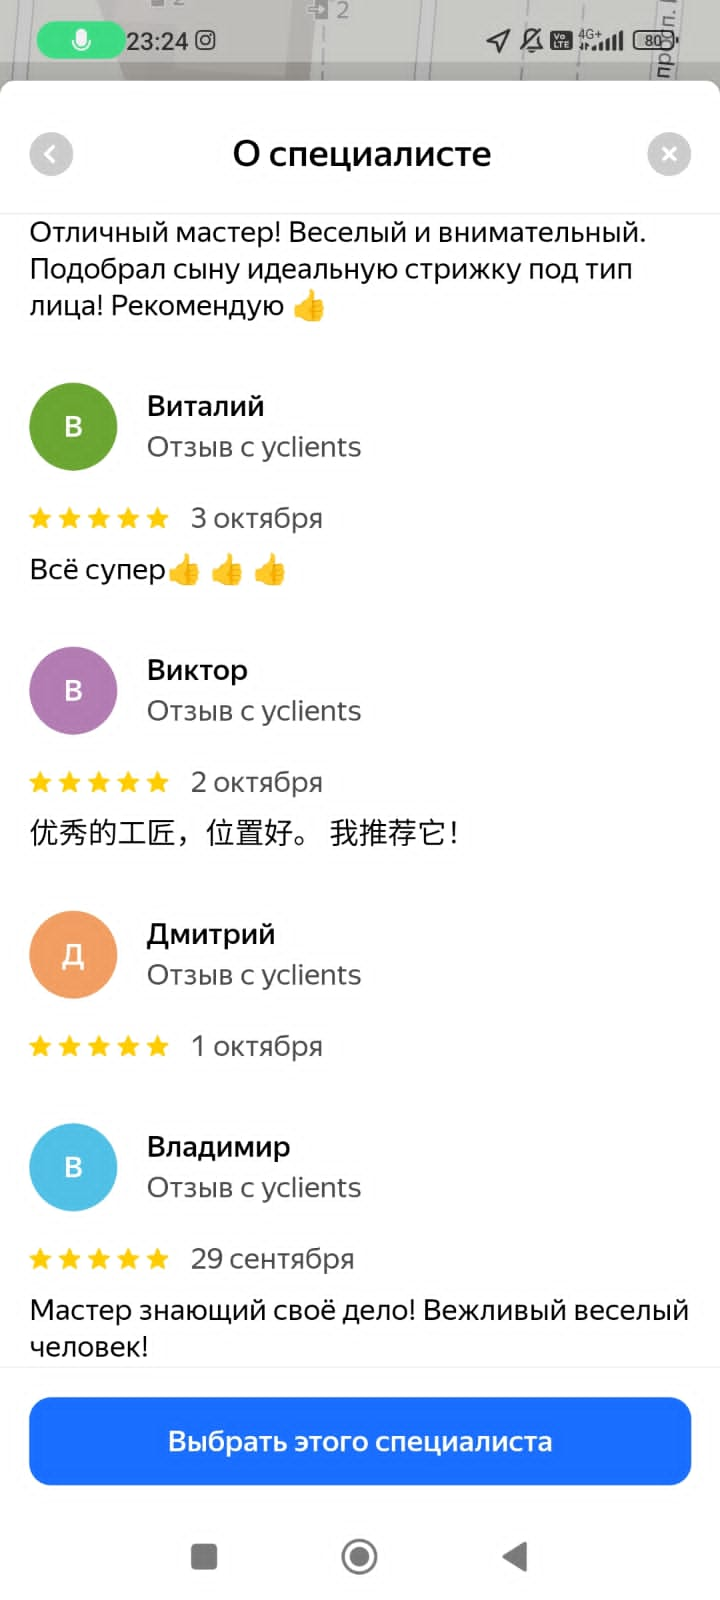 2
2
23:24
Vo LTE 4G+ 80
О специалисте
Отличный мастер! Веселый и внимательный.
Подобрал сыну идеальную стрижку под тип
лица! Рекомендую 👍
В
Виталий
Отзыв с yclients
3 октября
Всё супер👍 👍 👍
В
Виктор
Отзыв с yclients
2 октября
优秀的工匠，位置好。 我推荐它！
Д
Дмитрий
Отзыв с yclients
1 октября
В
Владимир
Отзыв с yclients
29 сентября
Мастер знающий своё дело! Вежливый веселый
человек!
Выбрать этого специалиста